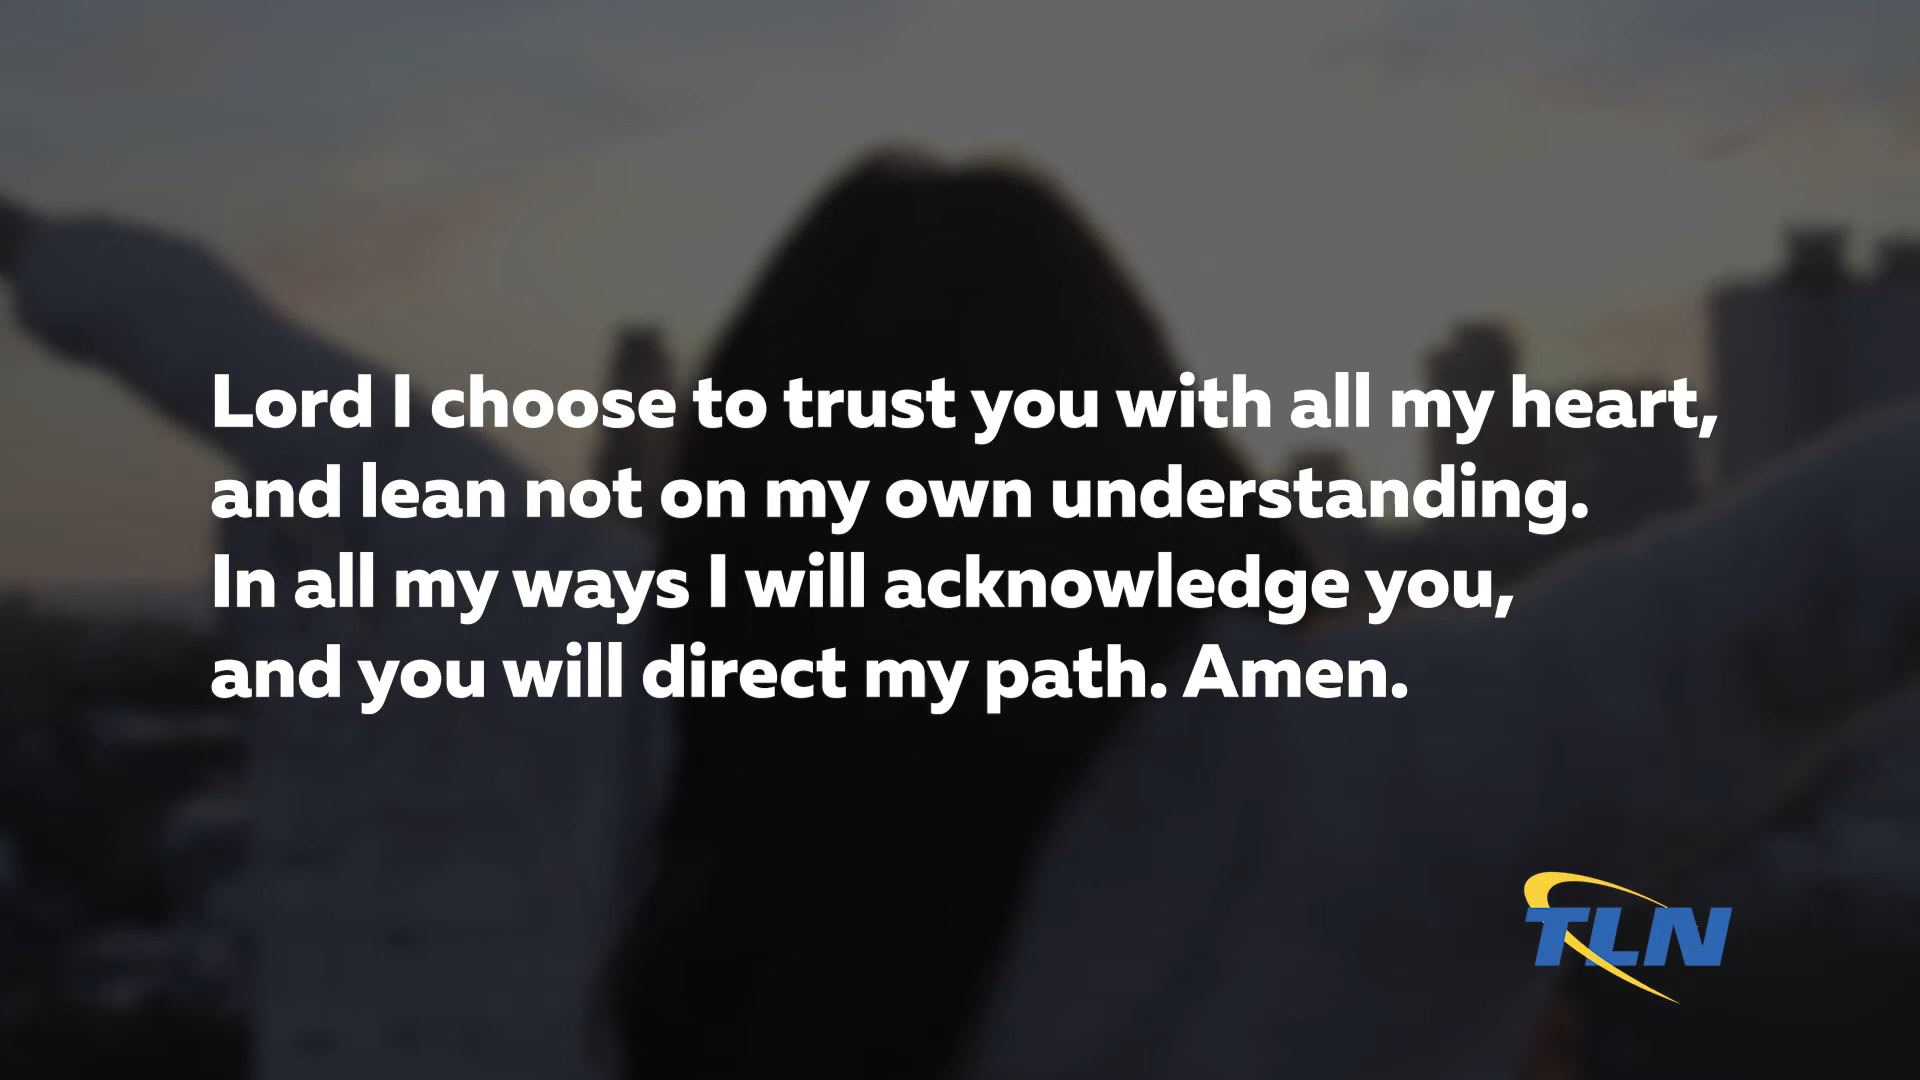 Lord I choose to trust you with all my heart,
and lean not on my own understanding.
In all my ways I will acknowledge you,
and you will direct my path. Amen.
TLN